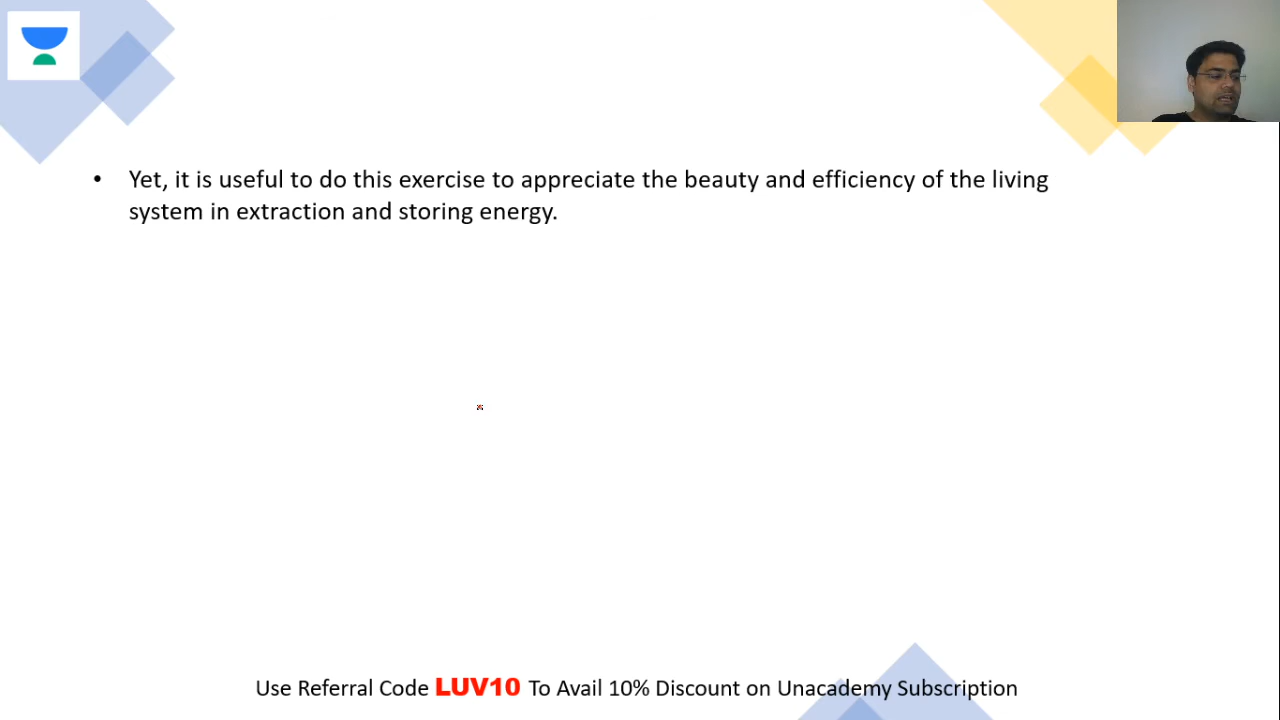 • Yet, it is useful to do this exercise to appreciate the beauty and efficiency of the living
system in extraction and storing energy.
Use Referral Code LUV10 To Avail 10% Discount on Unacademy Subscription